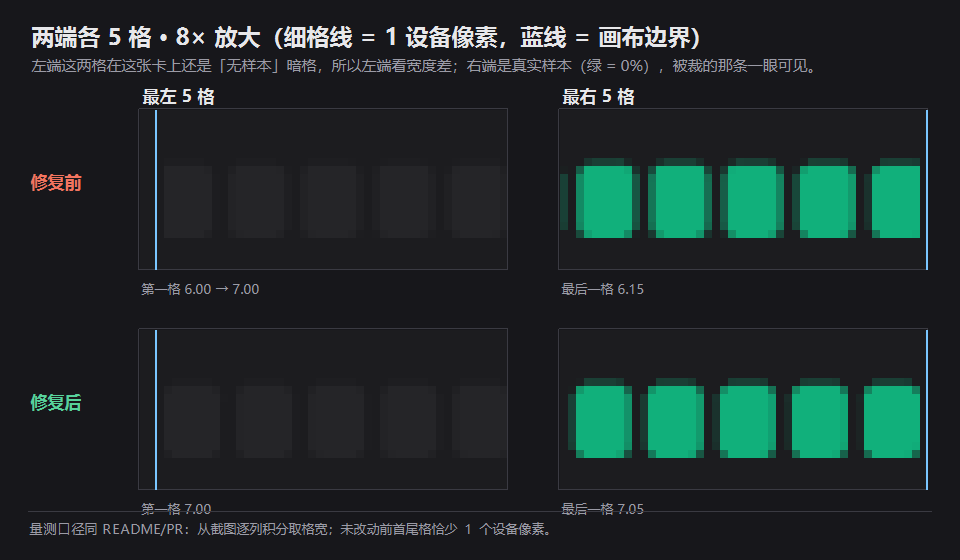 两端各 5 格 • 8× 放大（细格线 = 1 设备像素，蓝线 = 画布边界）
左端这两格在这张卡上还是「无样本」暗格，所以左端看宽度差；右端是真实样本（绿 = 0%），被裁的那条一眼可见。
最左 5 格
最右 5 格
修复前
第一格 6.00 → 7.00
最后一格 6.15
修复后
第一格 7.00
最后一格 7.05
量测口径同 README/PR：从截图逐列积分取格宽；未改动前首尾格恰少 1 个设备像素。